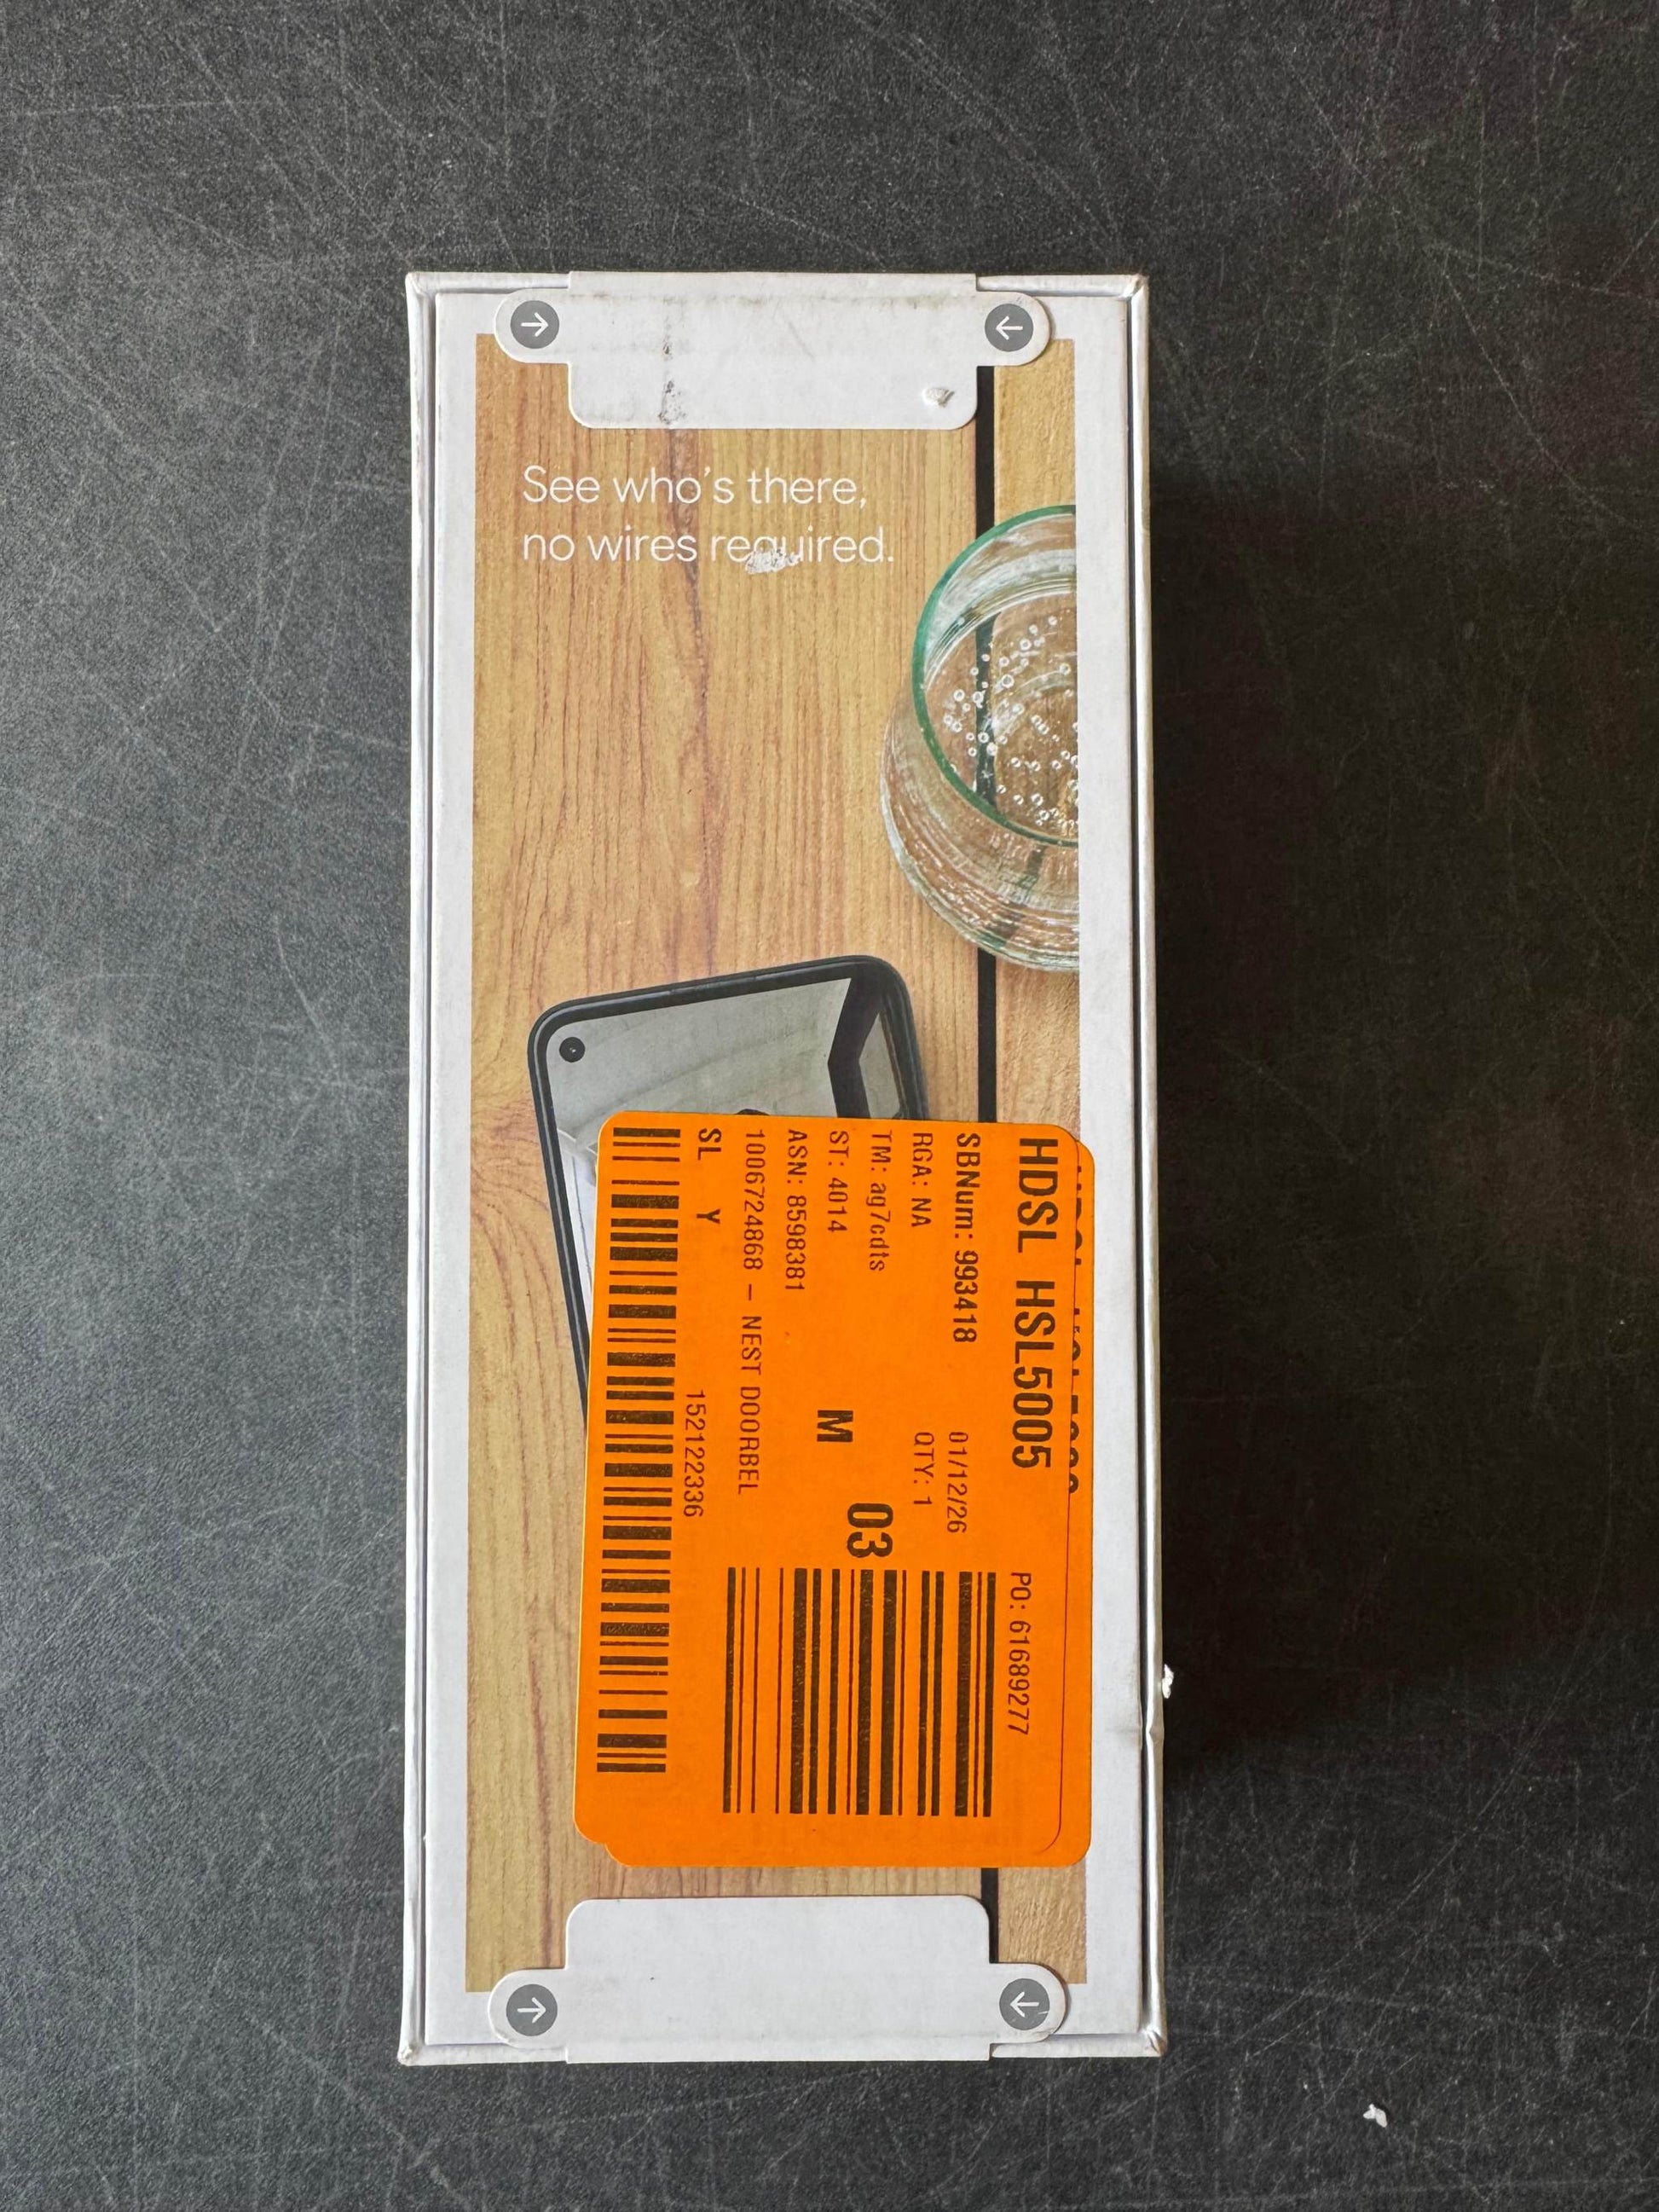 See who's there,
no wires required.
HDSL HSL5005
PO: 61689277
SBNum: 993418
01/12/26
RGA: NA
QTY: 1
TM: ag7cdts
03
ST: 4014
M
ASN: 8598381
1006724868 – NEST DOORBEL
SL Y
152122336